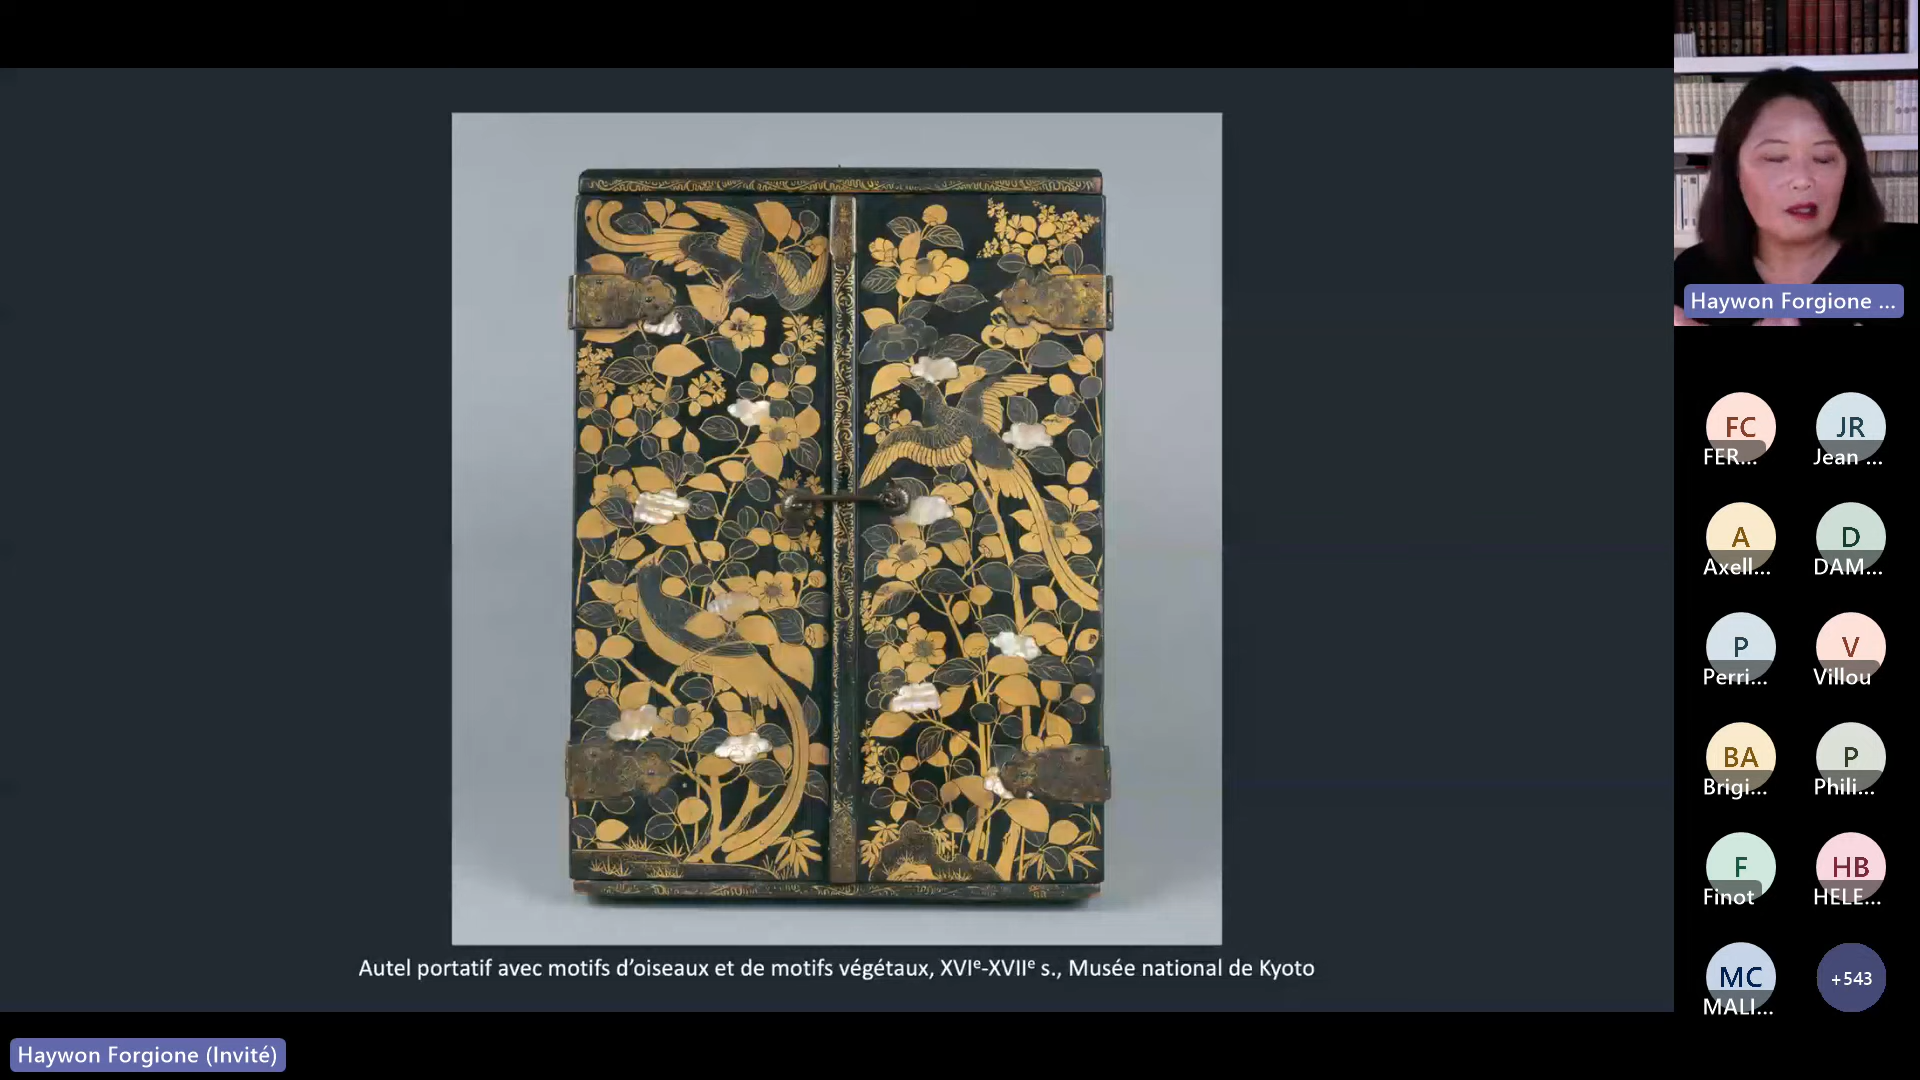 Autel portatif avec motifs d’oiseaux et de motifs végétaux, XVIᵉ-XVIIᵉ s., Musée national de Kyoto
Haywon Forgione (Invité)
Haywon Forgione ...
FC
FER...
JR
Jean ...
A
Axell...
D
DAM...
P
Perri...
V
Villou
BA
Brigi...
P
Phili...
F
Finot
HB
HELE...
MC
MALI...
+543